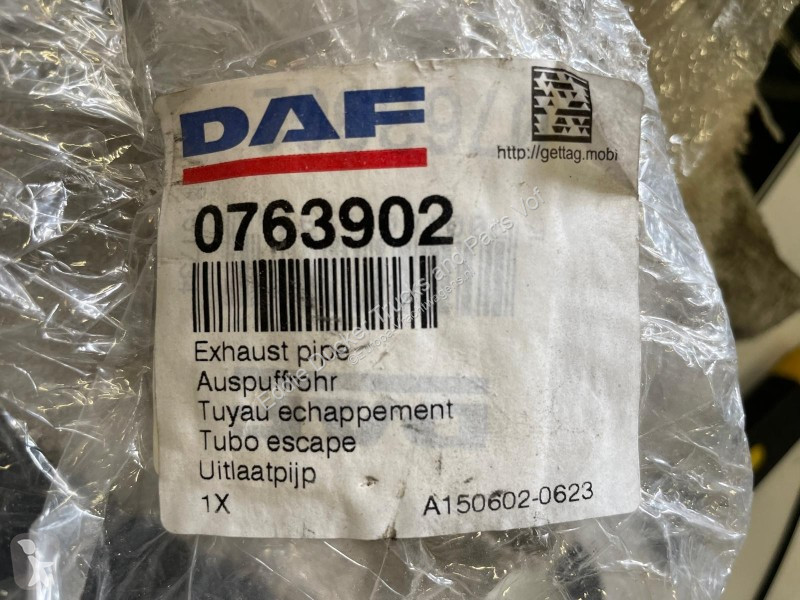 DAF
http://gettag.mobi
0763902
Exhaust pipe
Auspuffrohr
Tuyau echappement
Tubo escape
Uitlaatpijp
1X A150602-0623